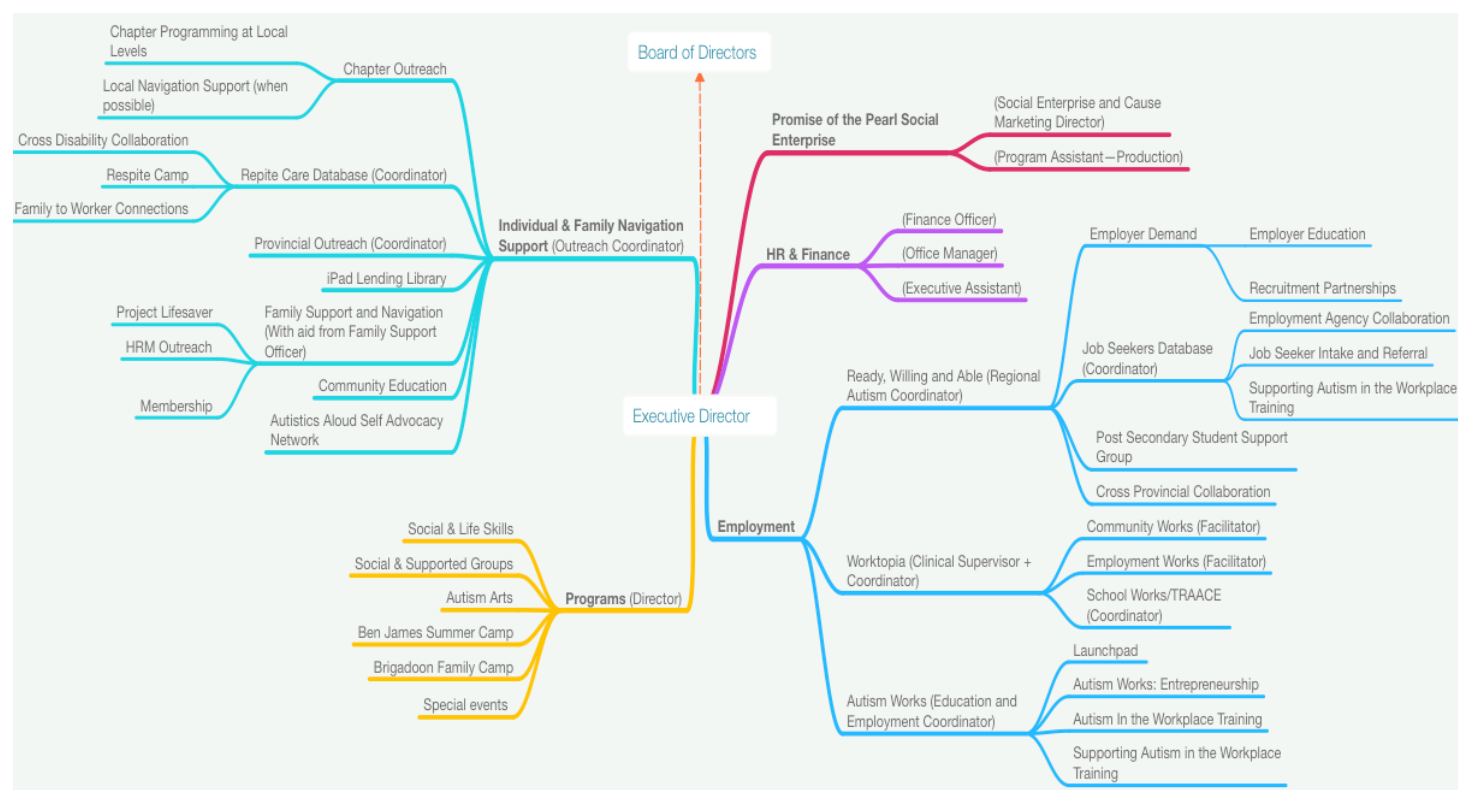 Board of Directors
Executive Director
Chapter Programming at Local
Levels
Local Navigation Support (when
possible)
Chapter Outreach
Cross Disability Collaboration
Respite Camp
Family to Worker Connections
Repite Care Database (Coordinator)
Provincial Outreach (Coordinator)
iPad Lending Library
Project Lifesaver
HRM Outreach
Membership
Family Support and Navigation
(With aid from Family Support
Officer)
Community Education
Autistics Aloud Self Advocacy
Network
Individual & Family Navigation
Support (Outreach Coordinator)
Social & Life Skills
Social & Supported Groups
Autism Arts
Ben James Summer Camp
Brigadoon Family Camp
Special events
Programs (Director)
Promise of the Pearl Social
Enterprise
(Social Enterprise and Cause
Marketing Director)
(Program Assistant—Production)
HR & Finance
(Finance Officer)
(Office Manager)
(Executive Assistant)
Employment
Ready, Willing and Able (Regional
Autism Coordinator)
Employer Demand
Employer Education
Recruitment Partnerships
Job Seekers Database
(Coordinator)
Employment Agency Collaboration
Job Seeker Intake and Referral
Supporting Autism in the Workplace
Training
Post Secondary Student Support
Group
Cross Provincial Collaboration
Worktopia (Clinical Supervisor +
Coordinator)
Community Works (Facilitator)
Employment Works (Facilitator)
School Works/TRAACE
(Coordinator)
Autism Works (Education and
Employment Coordinator)
Launchpad
Autism Works: Entrepreneurship
Autism In the Workplace Training
Supporting Autism in the Workplace
Training